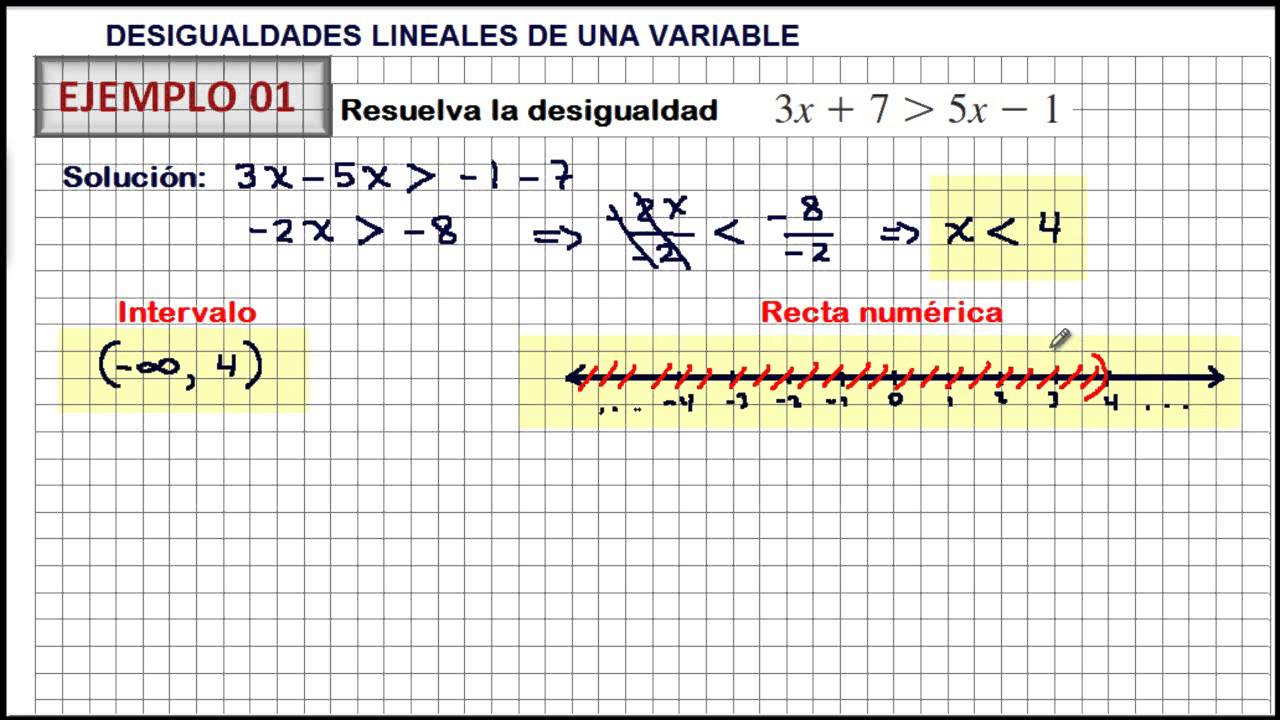 DESIGUALDADES LINEALES DE UNA VARIABLE
EJEMPLO 01
Resuelva la desigualdad 3x + 7 > 5x − 1
Solución: 3x − 5x > −1 − 7
−2x > −8 ⇒ −2x/−2 < −8/−2 ⇒ x < 4
Intervalo
Recta numérica
(−∞, 4)
... −4 −3 −2 −1 0 1 2 3 4 ...